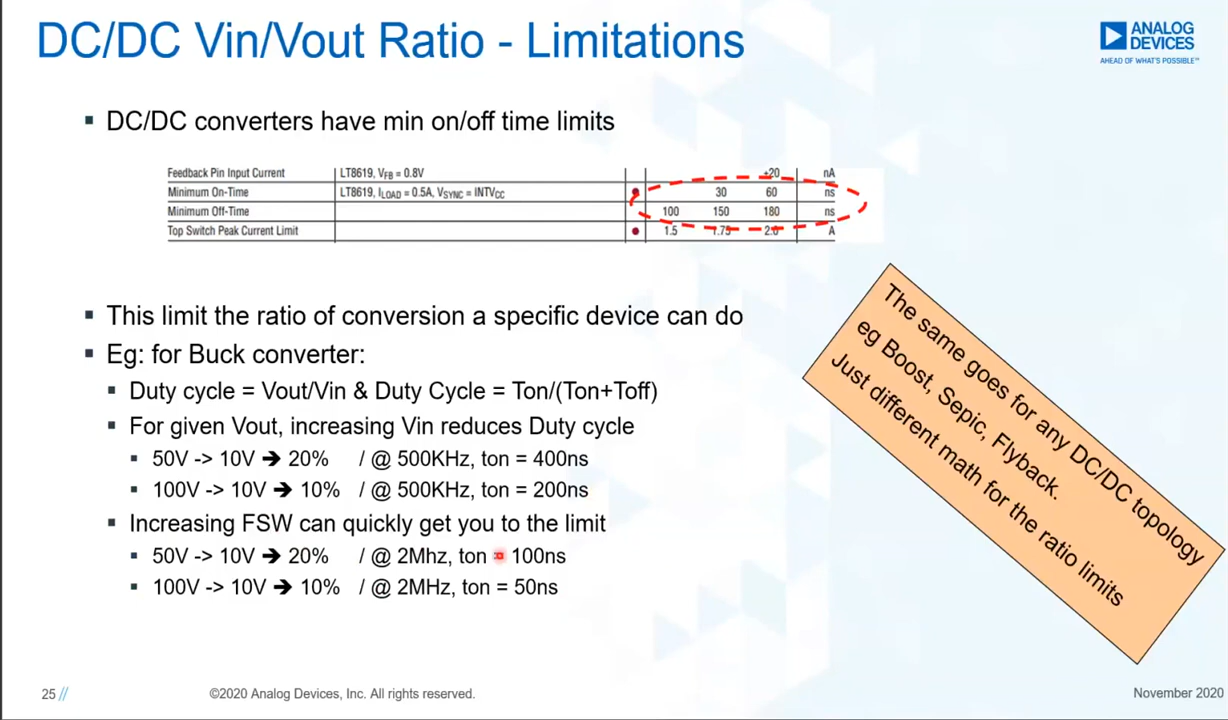 DC/DC Vin/Vout Ratio - Limitations
ANALOG
DEVICES
AHEAD OF WHAT'S POSSIBLE™
▪ DC/DC converters have min on/off time limits
Feedback Pin Input Current LT8619, VFB = 0.8V ±20 nA
Minimum On-Time LT8619, ILOAD = 0.5A, VSYNC = INTVCC ● 30 60 ns
Minimum Off-Time 100 150 180 ns
Top Switch Peak Current Limit ● 1.5 1.75 2.0 A
▪ This limit the ratio of conversion a specific device can do
▪ Eg: for Buck converter:
▪ Duty cycle = Vout/Vin & Duty Cycle = Ton/(Ton+Toff)
▪ For given Vout, increasing Vin reduces Duty cycle
▪ 50V -> 10V ➔ 20% / @ 500KHz, ton = 400ns
▪ 100V -> 10V ➔ 10% / @ 500KHz, ton = 200ns
▪ Increasing FSW can quickly get you to the limit
▪ 50V -> 10V ➔ 20% / @ 2Mhz, ton = 100ns
▪ 100V -> 10V ➔ 10% / @ 2MHz, ton = 50ns
The same goes for any DC/DC topology
eg Boost, Sepic, Flyback.
Just different math for the ratio limits
25 //
©2020 Analog Devices, Inc. All rights reserved.
November 2020